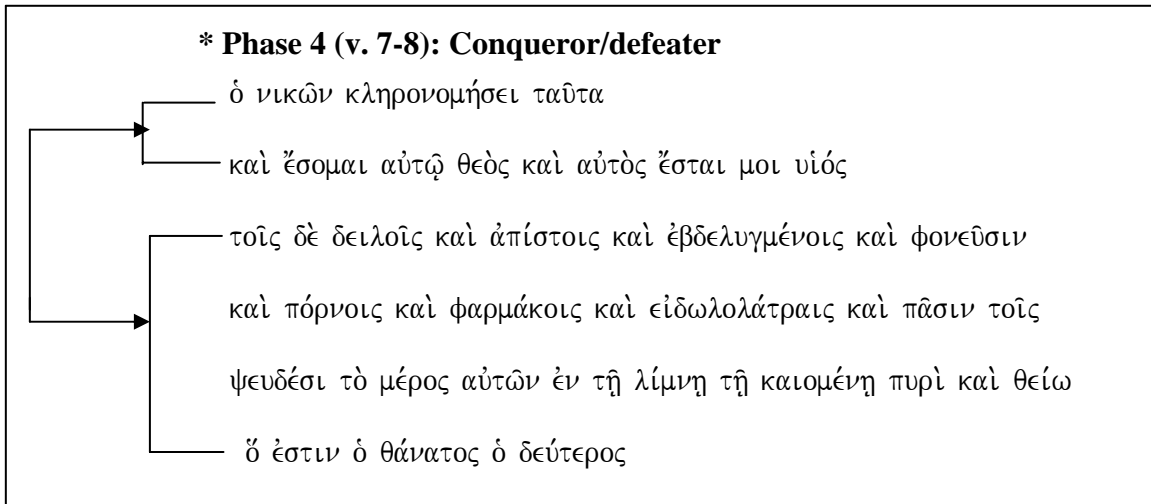 * Phase 4 (v. 7-8): Conqueror/defeater
ὁ νικῶν κληρονομήσει ταῦτα
καὶ ἔσομαι αὐτῷ θεὸς καὶ αὐτὸς ἔσται μοι υἱός
τοῖς δὲ δειλοῖς καὶ ἀπίστοις καὶ ἐβδελυγμένοις καὶ φονεῦσιν
καὶ πόρνοις καὶ φαρμάκοις καὶ εἰδωλολάτραις καὶ πᾶσιν τοῖς
ψευδέσι τὸ μέρος αὐτῶν ἐν τῇ λίμνῃ τῇ καιομένῃ πυρὶ καὶ θείω
ὅ ἐστιν ὁ θάνατος ὁ δεύτερος